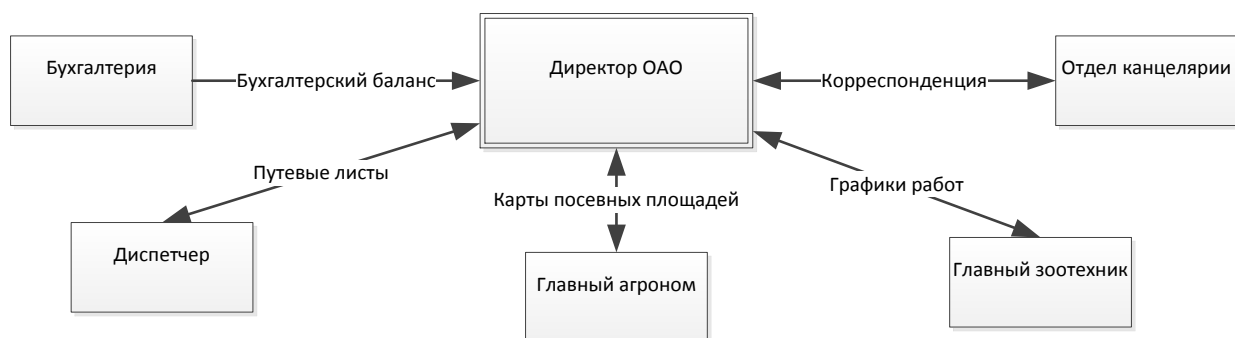 Бухгалтерия
Бухгалтерский баланс
Директор ОАО
Корреспонденция
Отдел канцелярии
Путевые листы
Карты посевных площадей
Графики работ
Диспетчер
Главный агроном
Главный зоотехник